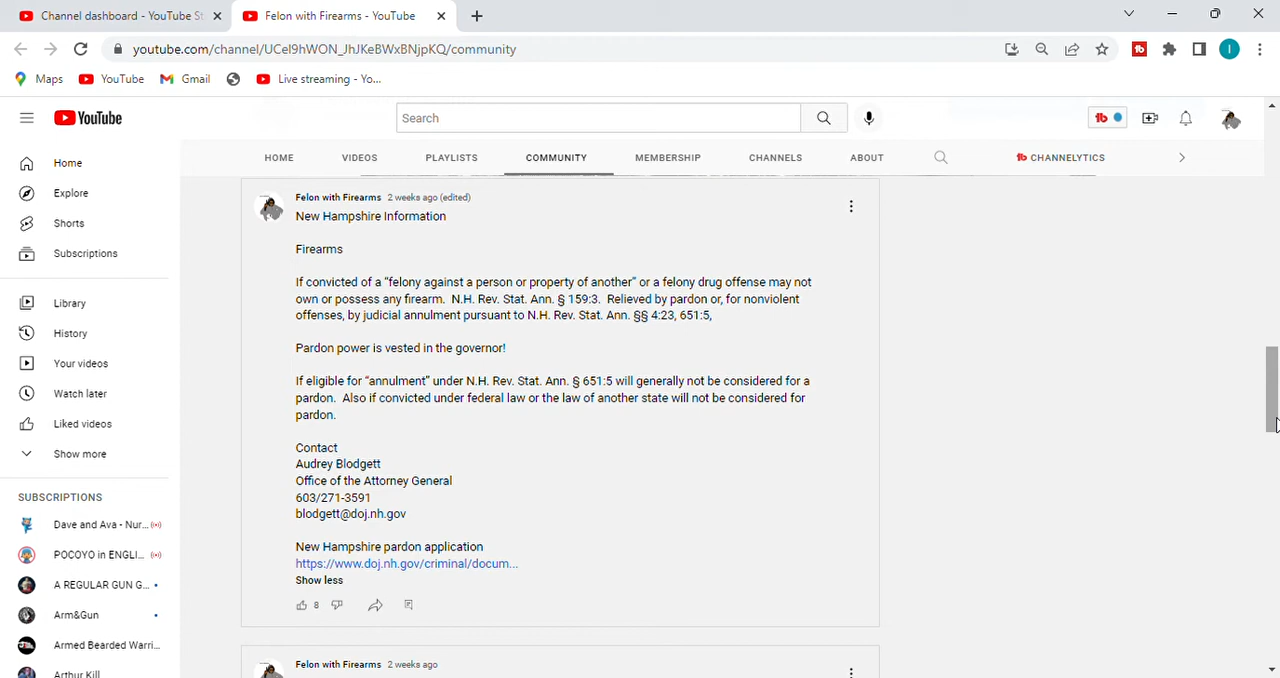 Channel dashboard - YouTube St
Felon with Firearms - YouTube
youtube.com/channel/UCel9hWON_JhJKeBWxBNjpKQ/community
tb
I
Maps
YouTube
Gmail
Live streaming - Yo...
YouTube
Search
tb
HOME
VIDEOS
PLAYLISTS
COMMUNITY
MEMBERSHIP
CHANNELS
ABOUT
tb CHANNELYTICS
Home
Explore
Shorts
Subscriptions
Library
History
Your videos
Watch later
Liked videos
Show more
SUBSCRIPTIONS
Dave and Ava - Nur...
POCOYO in ENGLI...
A REGULAR GUN G...
Arm&Gun
Armed Bearded Warri...
Arthur Kill
Felon with Firearms 2 weeks ago (edited)
New Hampshire Information
Firearms
If convicted of a “felony against a person or property of another” or a felony drug offense may not
own or possess any firearm.  N.H. Rev. Stat. Ann. § 159:3.  Relieved by pardon or, for nonviolent
offenses, by judicial annulment pursuant to N.H. Rev. Stat. Ann. §§ 4:23, 651:5,
Pardon power is vested in the governor!
If eligible for “annulment” under N.H. Rev. Stat. Ann. § 651:5 will generally not be considered for a
pardon.  Also if convicted under federal law or the law of another state will not be considered for
pardon.
Contact
Audrey Blodgett
Office of the Attorney General
603/271-3591
blodgett@doj.nh.gov
New Hampshire pardon application
https://www.doj.nh.gov/criminal/docum...
Show less
8
Felon with Firearms 2 weeks ago